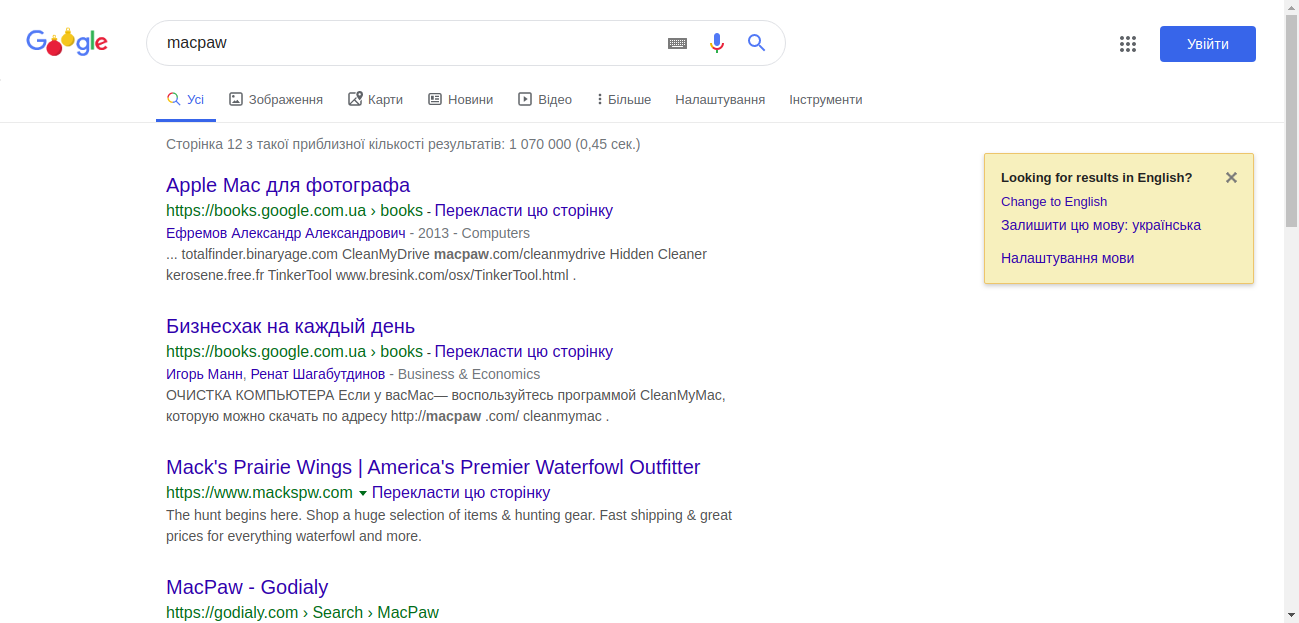 Google
macpaw
Увійти
Усі Зображення Карти Новини Відео Більше Налаштування Інструменти
Сторінка 12 з такої приблизної кількості результатів: 1 070 000 (0,45 сек.)
Looking for results in English?
Change to English
Залишити цю мову: українська
Налаштування мови
Apple Mac для фотографа
https://books.google.com.ua › books - Перекласти цю сторінку
Ефремов Александр Александрович - 2013 - Computers
... totalfinder.binaryage.com CleanMyDrive macpaw.com/cleanmydrive Hidden Cleaner
kerosene.free.fr TinkerTool www.bresink.com/osx/TinkerTool.html .
Бизнесхак на каждый день
https://books.google.com.ua › books - Перекласти цю сторінку
Игорь Манн, Ренат Шагабутдинов - Business & Economics
ОЧИСТКА КОМПЬЮТЕРА Если у васMac— воспользуйтесь программой CleanMyMac,
которую можно скачать по адресу http://macpaw .com/ cleanmymac .
Mack's Prairie Wings | America's Premier Waterfowl Outfitter
https://www.mackspw.com Перекласти цю сторінку
The hunt begins here. Shop a huge selection of items & hunting gear. Fast shipping & great
prices for everything waterfowl and more.
MacPaw - Godialy
https://godialy.com › Search › MacPaw